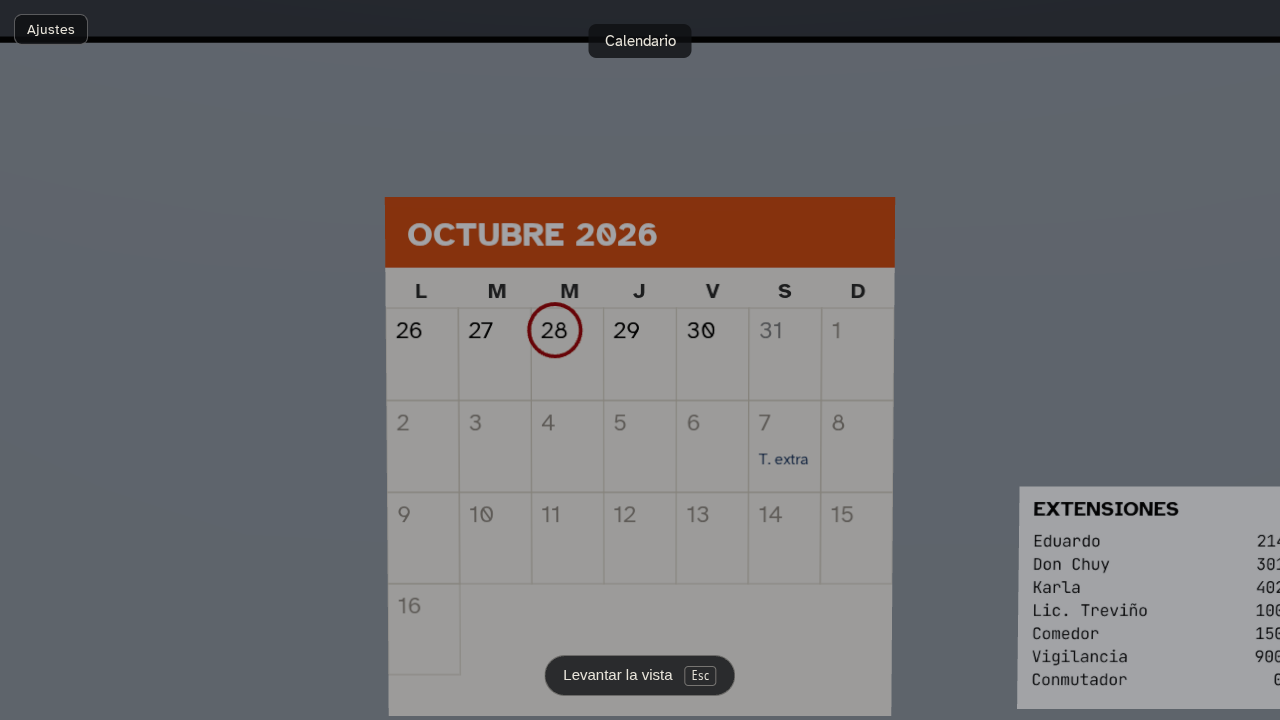 Ajustes
Calendario
OCTUBRE 2026
L M M J V S D
26 27 28 29 30 31 1
2 3 4 5 6 7 8
T. extra
9 10 11 12 13 14 15
16
EXTENSIONES
Eduardo
Don Chuy
Karla
Lic. Treviño
Comedor
Vigilancia
Conmutador
Levantar la vista Esc